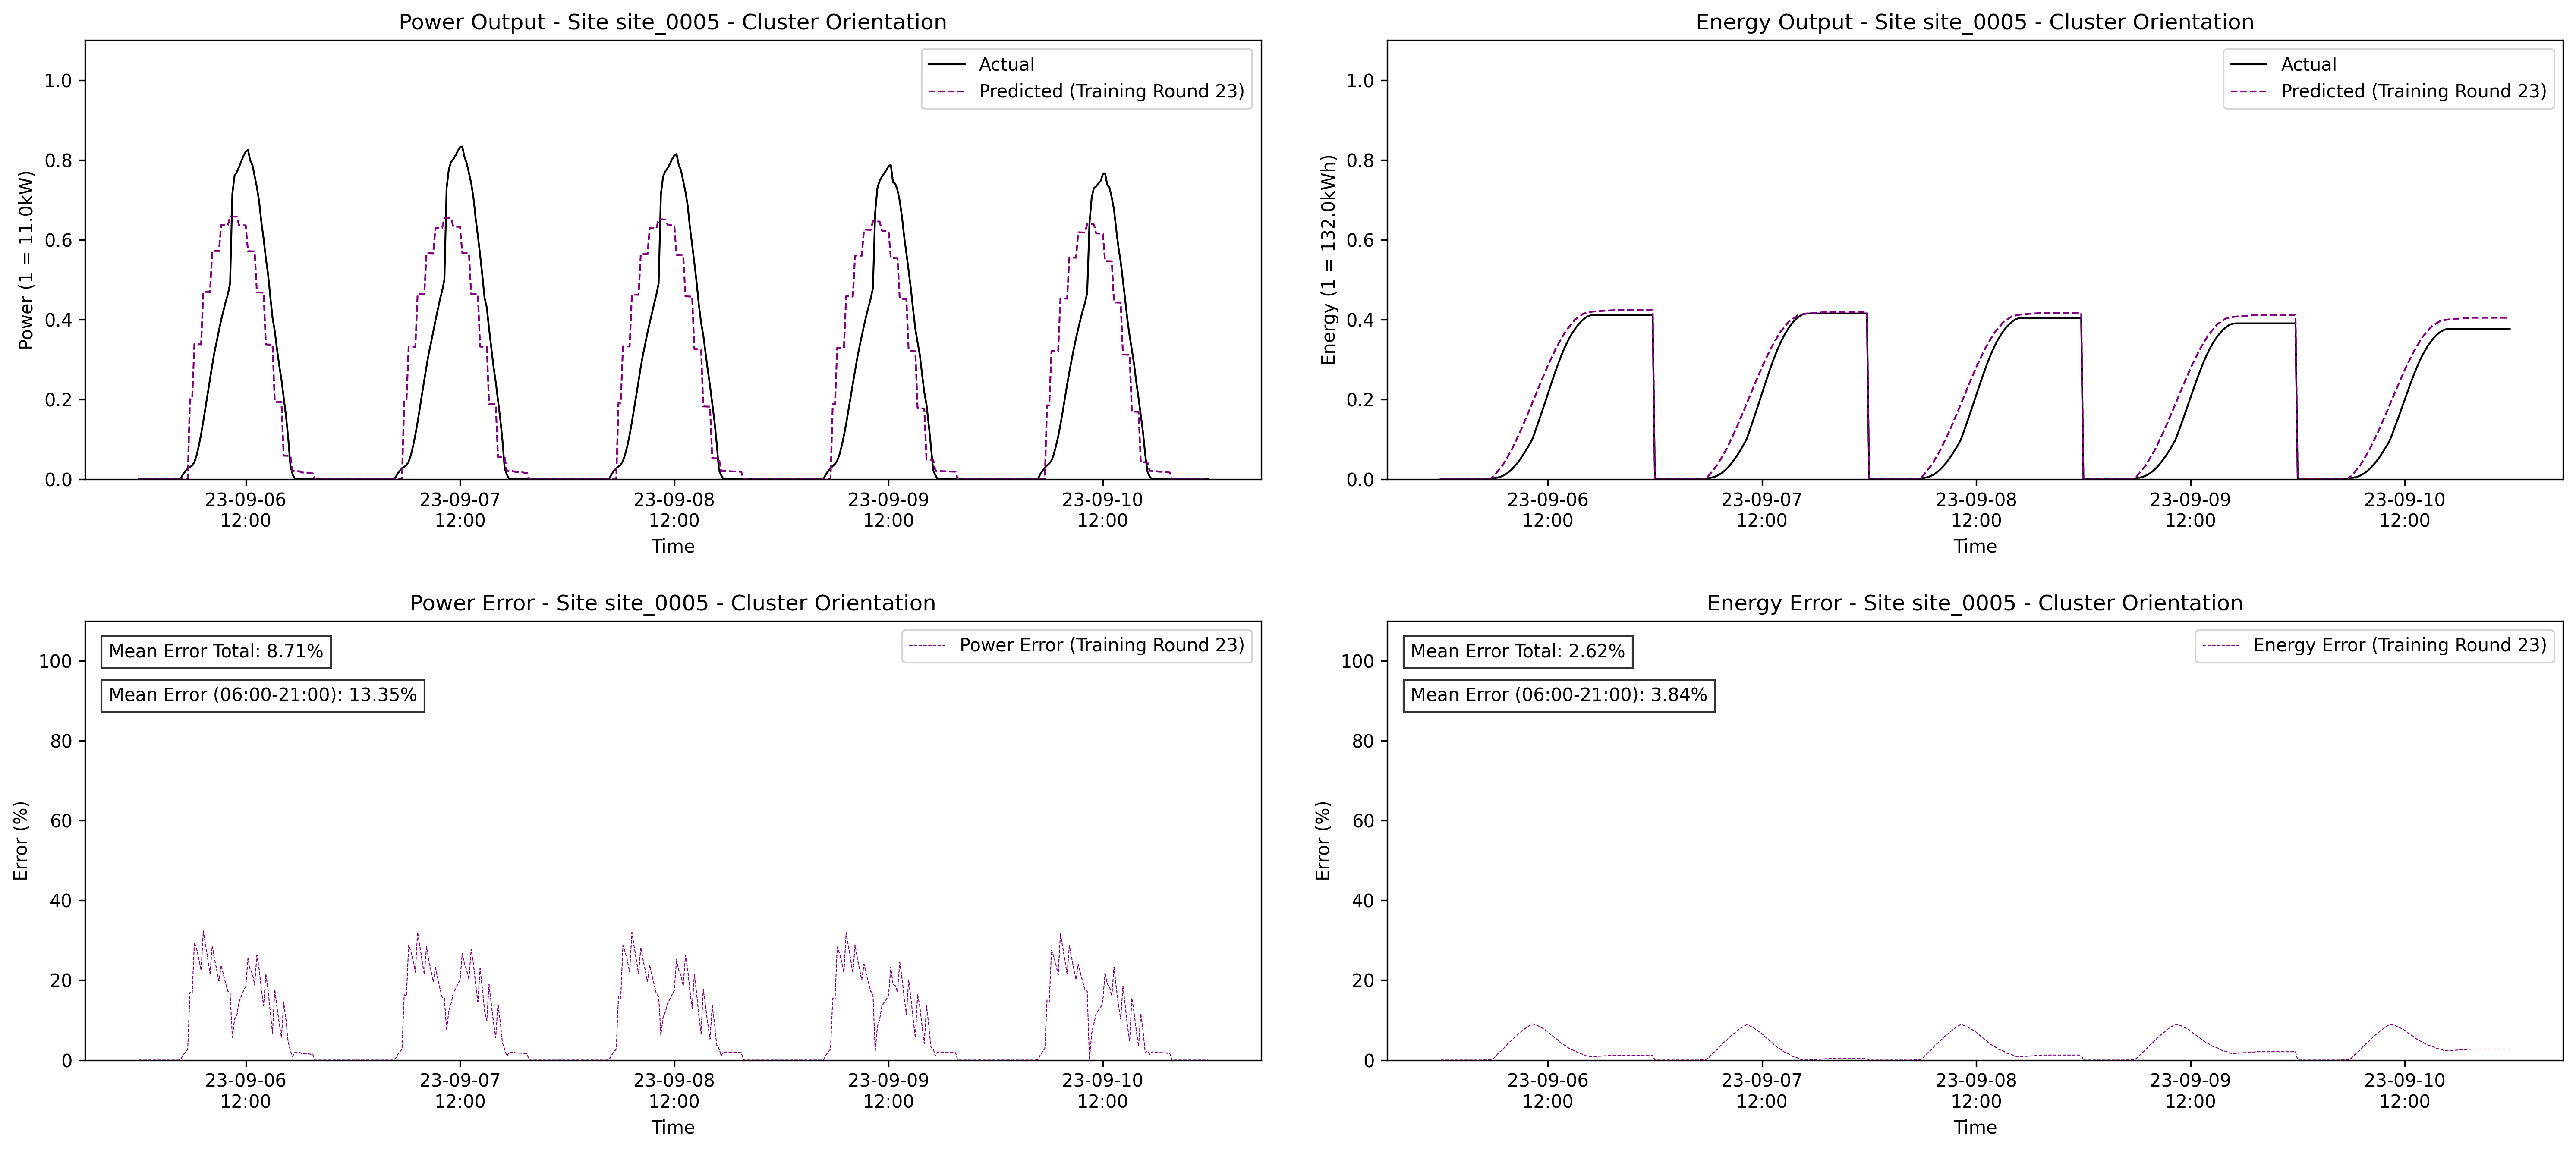 Power Output - Site site_0005 - Cluster Orientation
Actual
Predicted (Training Round 23)
Power (1 = 11.0kW)
1.0
0.8
0.6
0.4
0.2
0.0
23-09-06
12:00
23-09-07
12:00
23-09-08
12:00
23-09-09
12:00
23-09-10
12:00
Time
Energy Output - Site site_0005 - Cluster Orientation
Actual
Predicted (Training Round 23)
Energy (1 = 132.0kWh)
1.0
0.8
0.6
0.4
0.2
0.0
23-09-06
12:00
23-09-07
12:00
23-09-08
12:00
23-09-09
12:00
23-09-10
12:00
Time
Power Error - Site site_0005 - Cluster Orientation
Mean Error Total: 8.71%
Mean Error (06:00-21:00): 13.35%
Power Error (Training Round 23)
Error (%)
100
80
60
40
20
0
23-09-06
12:00
23-09-07
12:00
23-09-08
12:00
23-09-09
12:00
23-09-10
12:00
Time
Energy Error - Site site_0005 - Cluster Orientation
Mean Error Total: 2.62%
Mean Error (06:00-21:00): 3.84%
Energy Error (Training Round 23)
Error (%)
100
80
60
40
20
0
23-09-06
12:00
23-09-07
12:00
23-09-08
12:00
23-09-09
12:00
23-09-10
12:00
Time